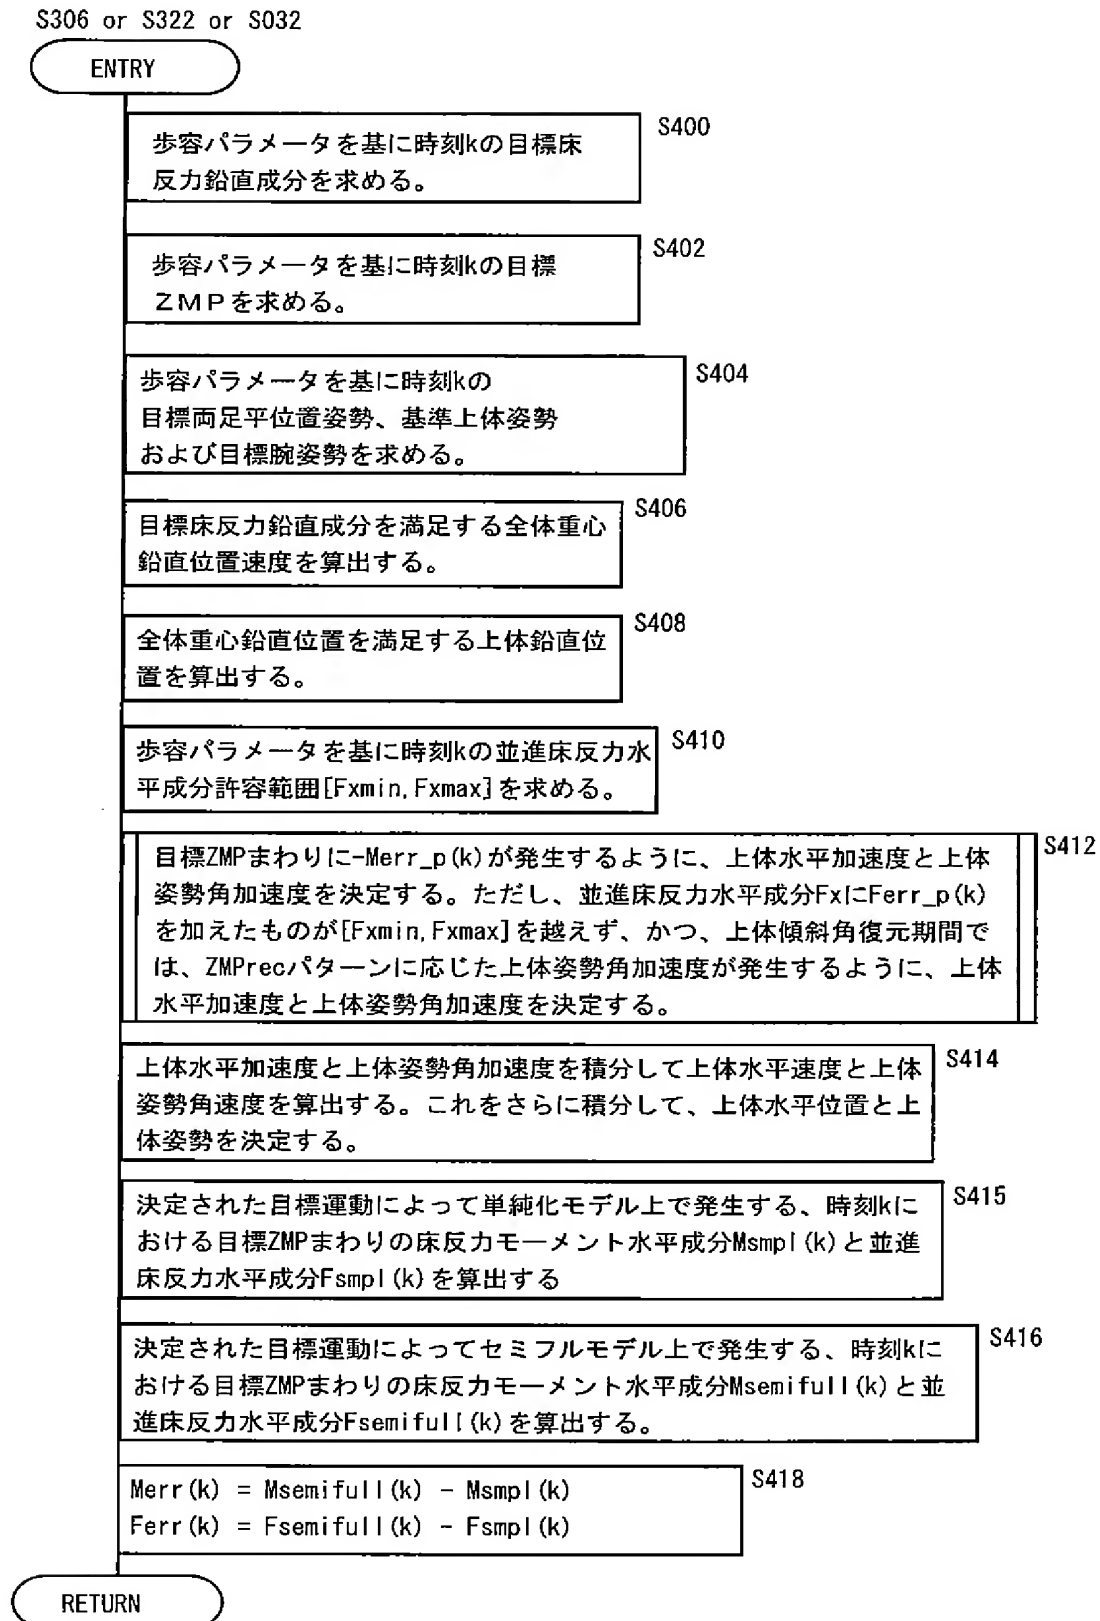 S306 or S322 or S032
ENTRY
S400
歩容パラメータを基に時刻kの目標床
反力鉛直成分を求める。
S402
歩容パラメータを基に時刻kの目標
ZMPを求める。
S404
歩容パラメータを基に時刻kの
目標両足平位置姿勢、基準上体姿勢
および目標腕姿勢を求める。
S406
目標床反力鉛直成分を満足する全体重心
鉛直位置速度を算出する。
S408
全体重心鉛直位置を満足する上体鉛直位
置を算出する。
S410
歩容パラメータを基に時刻kの並進床反力水
平成分許容範囲[Fxmin,Fxmax]を求める。
S412
目標ZMPまわりに-Merr_p(k)が発生するように、上体水平加速度と上体
姿勢角加速度を決定する。ただし、並進床反力水平成分FxにFerr_p(k)
を加えたものが[Fxmin,Fxmax]を越えず、かつ、上体傾斜角復元期間で
は、ZMPrecパターンに応じた上体姿勢角加速度が発生するように、上体
水平加速度と上体姿勢角加速度を決定する。
S414
上体水平加速度と上体姿勢角加速度を積分して上体水平速度と上体
姿勢角速度を算出する。これをさらに積分して、上体水平位置と上
体姿勢を決定する。
S415
決定された目標運動によって単純化モデル上で発生する、時刻kに
おける目標ZMPまわりの床反力モーメント水平成分Msmpl(k)と並進
床反力水平成分Fsmpl(k)を算出する
S416
決定された目標運動によってセミフルモデル上で発生する、時刻kに
おける目標ZMPまわりの床反力モーメント水平成分Msemifull(k)と並
進床反力水平成分Fsemifull(k)を算出する。
S418
Merr(k) = Msemifull(k) - Msmpl(k)
Ferr(k) = Fsemifull(k) - Fsmpl(k)
RETURN